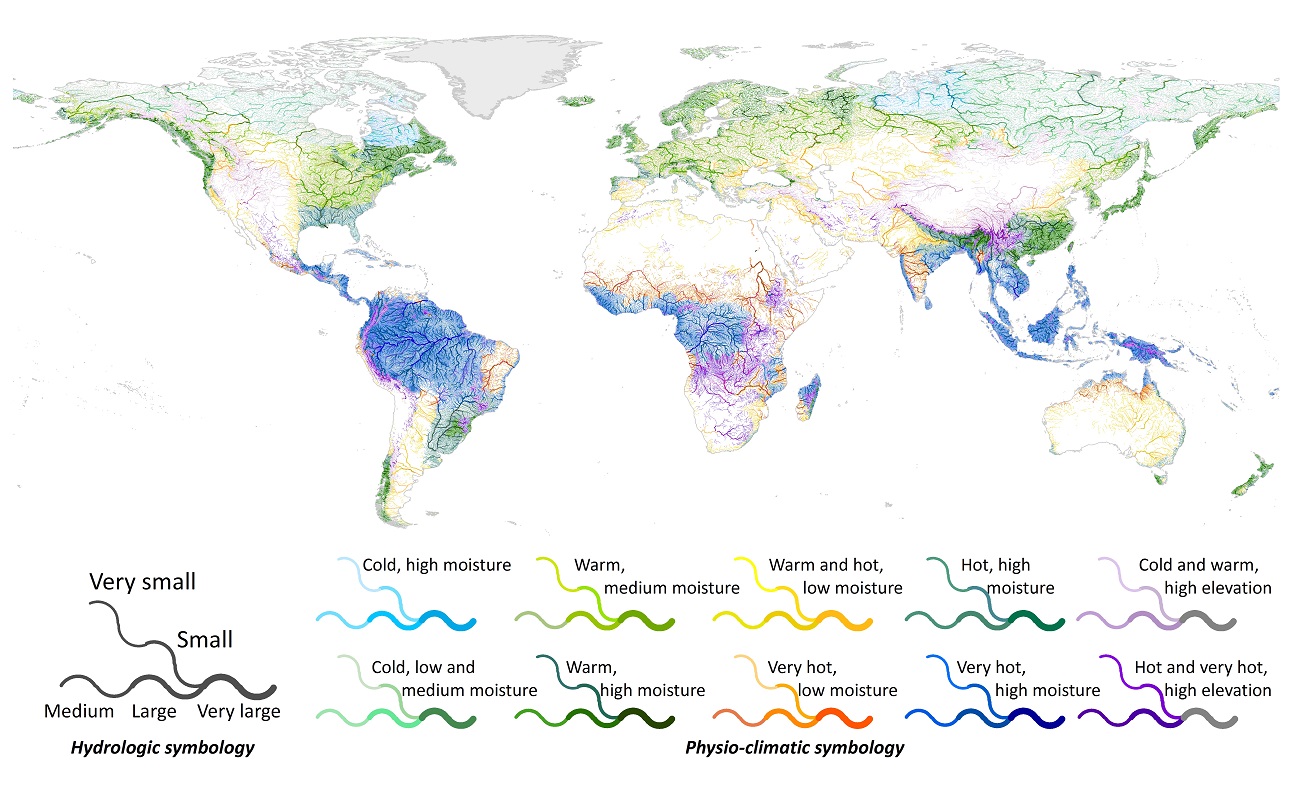 Very small
Small
Medium
Large
Very large
Hydrologic symbology
Cold, high moisture
Warm,
medium moisture
Warm and hot,
low moisture
Hot, high
moisture
Cold and warm,
high elevation
Cold, low and
medium moisture
Warm,
high moisture
Very hot,
low moisture
Very hot,
high moisture
Hot and very hot,
high elevation
Physio-climatic symbology